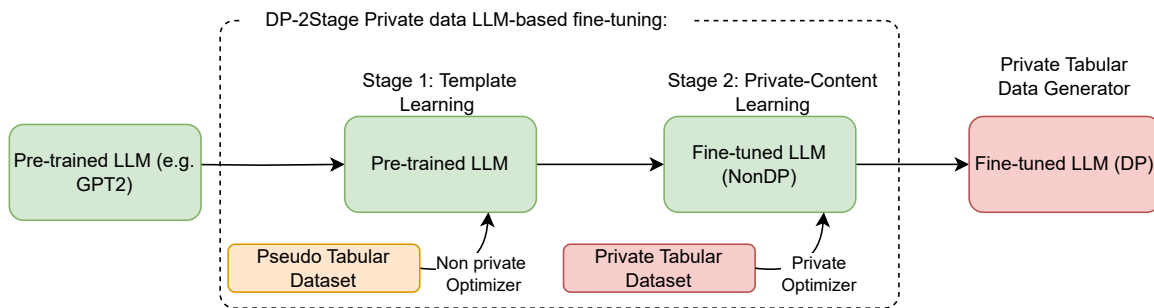 DP-2Stage Private data LLM-based fine-tuning:
Stage 1: Template
Learning
Stage 2: Private-Content
Learning
Private Tabular
Data Generator
Pre-trained LLM (e.g.
GPT2)
Pre-trained LLM
Fine-tuned LLM
(NonDP)
Fine-tuned LLM (DP)
Pseudo Tabular
Dataset
Non private
Optimizer
Private Tabular
Dataset
Private
Optimizer